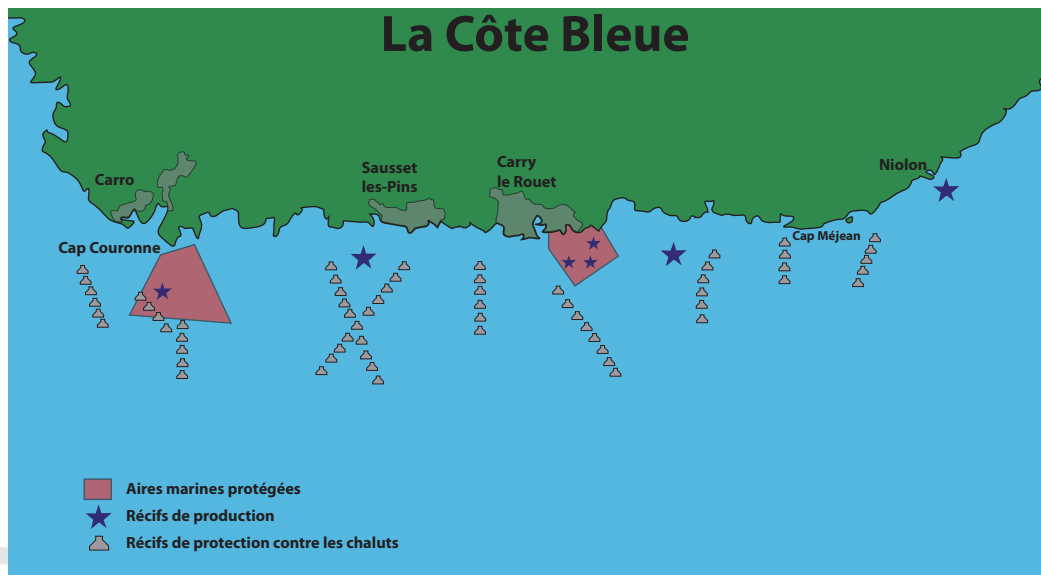 La Côte Bleue
Carro
Sausset
les-Pins
Carry
le Rouet
Niolon
Cap Couronne
Cap Méjean
Aires marines protégées
Récifs de production
Récifs de protection contre les chaluts